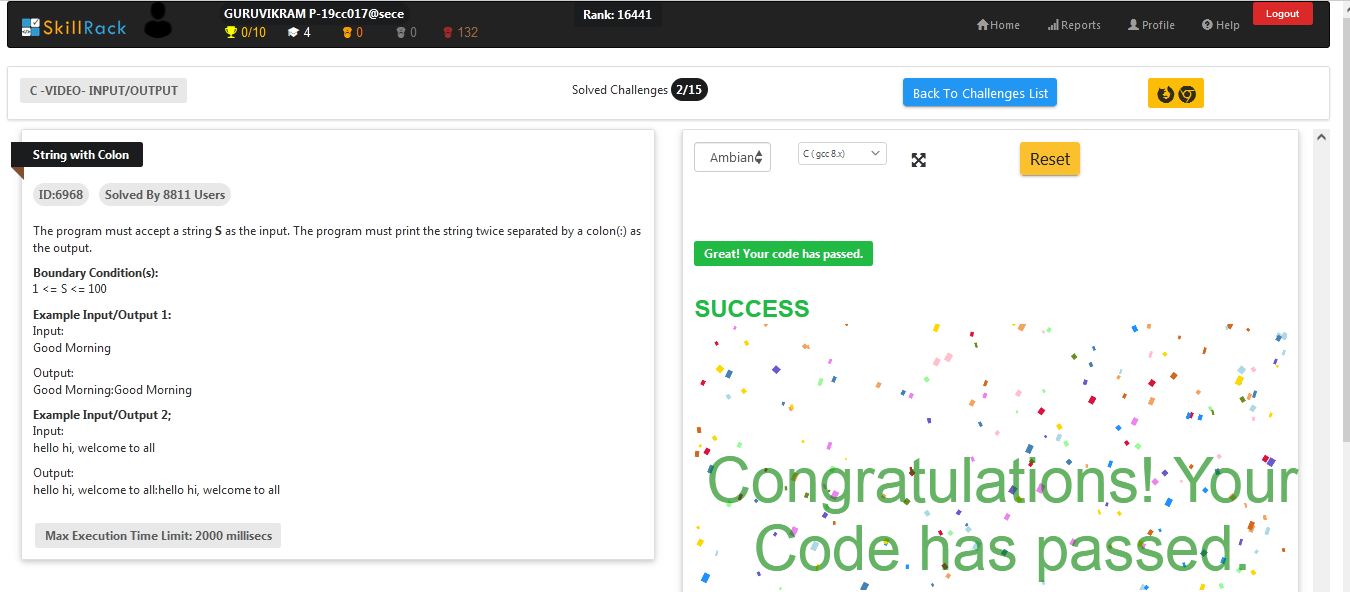 SkillRack
GURUVIKRAM P-19cc017@sece
0/10 4 0 0 132
Rank: 16441
Home Reports Profile Help
Logout
C -VIDEO- INPUT/OUTPUT
Solved Challenges 2/15
Back To Challenges List
String with Colon
ID:6968 Solved By 8811 Users
The program must accept a string S as the input. The program must print the string twice separated by a colon(:) as
the output.
Boundary Condition(s):
1 <= S <= 100
Example Input/Output 1:
Input:
Good Morning
Output:
Good Morning:Good Morning
Example Input/Output 2;
Input:
hello hi, welcome to all
Output:
hello hi, welcome to all:hello hi, welcome to all
Max Execution Time Limit: 2000 millisecs
Ambian
C ( gcc 8.x)
Reset
Great! Your code has passed.
SUCCESS
Congratulations! Your
Code has passed.